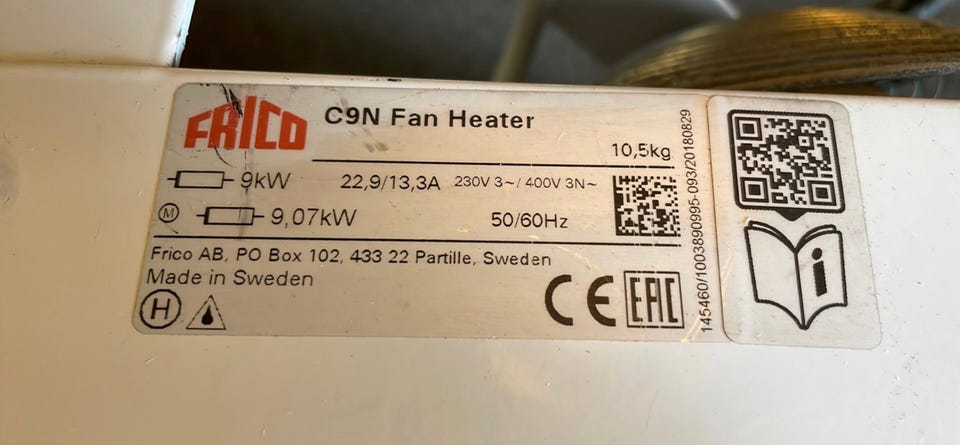 FRICO
C9N Fan Heater
10,5kg
9kW 22,9/13,3A 230V 3~/ 400V 3N~
M 9,07kW 50/60Hz
Frico AB, PO Box 102, 433 22 Partille, Sweden
Made in Sweden
H
CE EAC
145460/1003890995-093/20180829
i